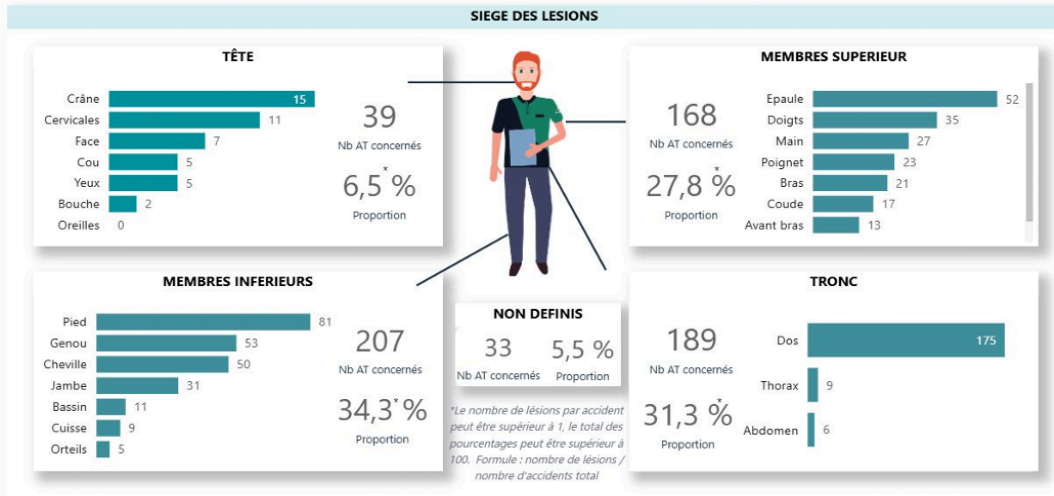 SIEGE DES LESIONS
TÊTE
Crâne 15
Cervicales 11
Face 7
Cou 5
Yeux 5
Bouche 2
Oreilles 0
39
Nb AT concernés
6,5* %
Proportion
MEMBRES SUPERIEUR
168
Nb AT concernés
27,8 %*
Proportion
Epaule 52
Doigts 35
Main 27
Poignet 23
Bras 21
Coude 17
Avant bras 13
MEMBRES INFERIEURS
Pied 81
Genou 53
Cheville 50
Jambe 31
Bassin 11
Cuisse 9
Orteils 5
207
Nb AT concernés
34,3* %
Proportion
NON DEFINIS
33 5,5 %
Nb AT concernés Proportion
*Le nombre de lésions par accident
peut être supérieur à 1, le total des
pourcentages peut être supérieur à
100. Formule : nombre de lésions /
nombre d'accidents total
TRONC
189
Nb AT concernés
31,3 %*
Proportion
Dos 175
Thorax 9
Abdomen 6